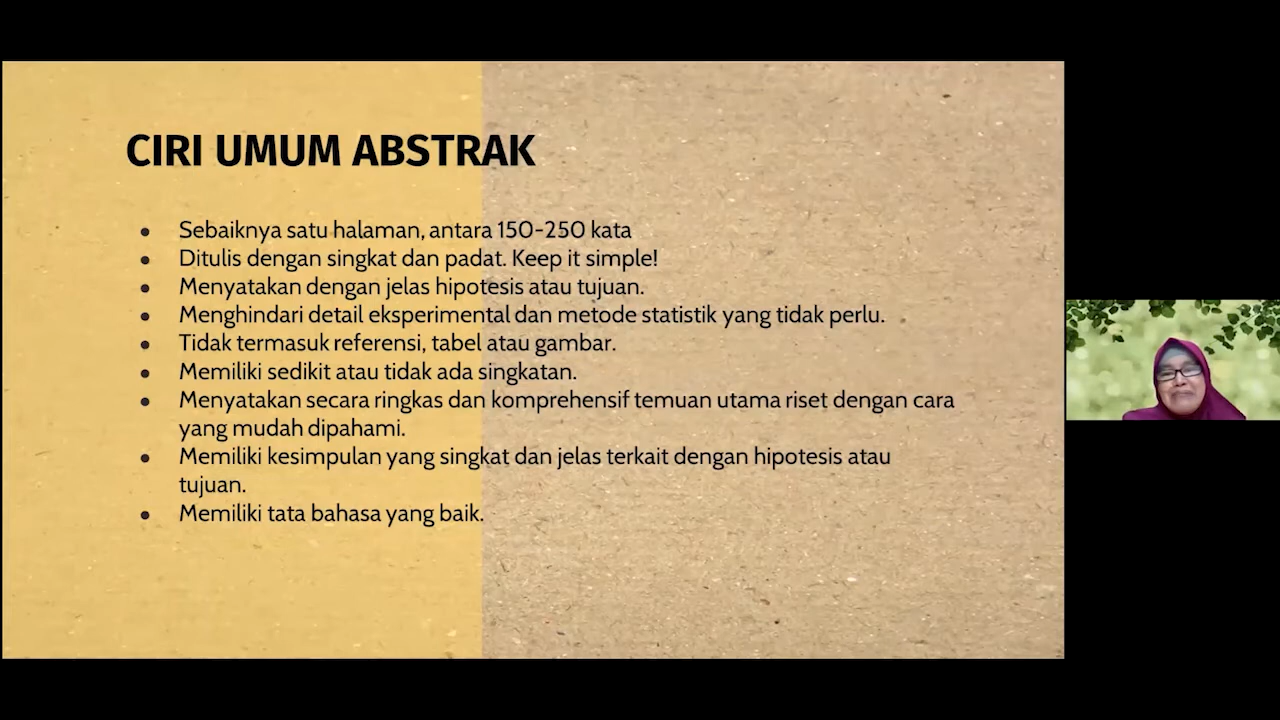 CIRI UMUM ABSTRAK
● Sebaiknya satu halaman, antara 150-250 kata
● Ditulis dengan singkat dan padat. Keep it simple!
● Menyatakan dengan jelas hipotesis atau tujuan.
● Menghindari detail eksperimental dan metode statistik yang tidak perlu.
● Tidak termasuk referensi, tabel atau gambar.
● Memiliki sedikit atau tidak ada singkatan.
● Menyatakan secara ringkas dan komprehensif temuan utama riset dengan cara
yang mudah dipahami.
● Memiliki kesimpulan yang singkat dan jelas terkait dengan hipotesis atau
tujuan.
● Memiliki tata bahasa yang baik.